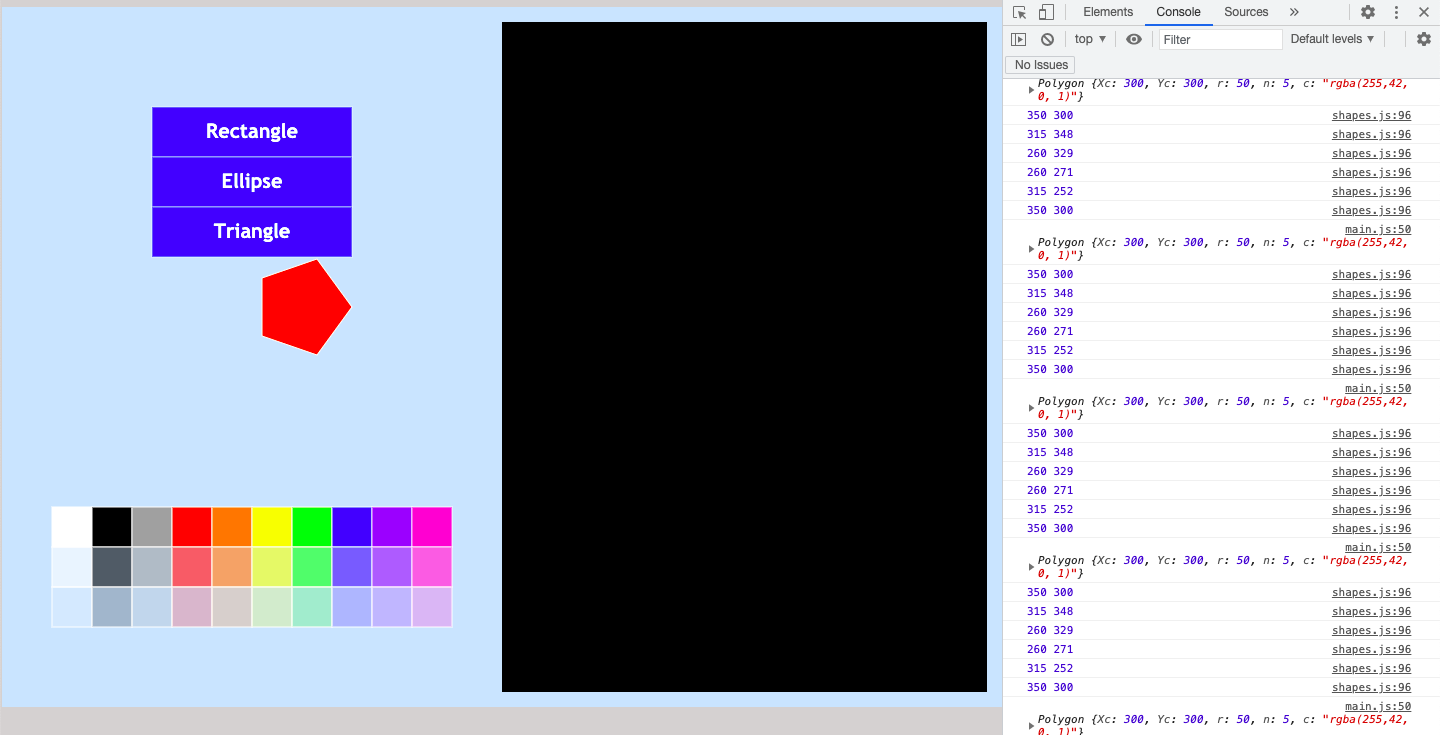 Rectangle
Ellipse
Triangle
Elements Console Sources »
top ▼ Filter Default levels ▼
No Issues
Polygon {Xc: 300, Yc: 300, r: 50, n: 5, c: "rgba(255,42,
0, 1)"}
350 300 shapes.js:96
315 348 shapes.js:96
260 329 shapes.js:96
260 271 shapes.js:96
315 252 shapes.js:96
350 300 shapes.js:96
main.js:50
Polygon {Xc: 300, Yc: 300, r: 50, n: 5, c: "rgba(255,42,
0, 1)"}
350 300 shapes.js:96
315 348 shapes.js:96
260 329 shapes.js:96
260 271 shapes.js:96
315 252 shapes.js:96
350 300 shapes.js:96
main.js:50
Polygon {Xc: 300, Yc: 300, r: 50, n: 5, c: "rgba(255,42,
0, 1)"}
350 300 shapes.js:96
315 348 shapes.js:96
260 329 shapes.js:96
260 271 shapes.js:96
315 252 shapes.js:96
350 300 shapes.js:96
main.js:50
Polygon {Xc: 300, Yc: 300, r: 50, n: 5, c: "rgba(255,42,
0, 1)"}
350 300 shapes.js:96
315 348 shapes.js:96
260 329 shapes.js:96
260 271 shapes.js:96
315 252 shapes.js:96
350 300 shapes.js:96
main.js:50
Polygon {Xc: 300, Yc: 300, r: 50, n: 5, c: "rgba(255,42,
0, 1)"}